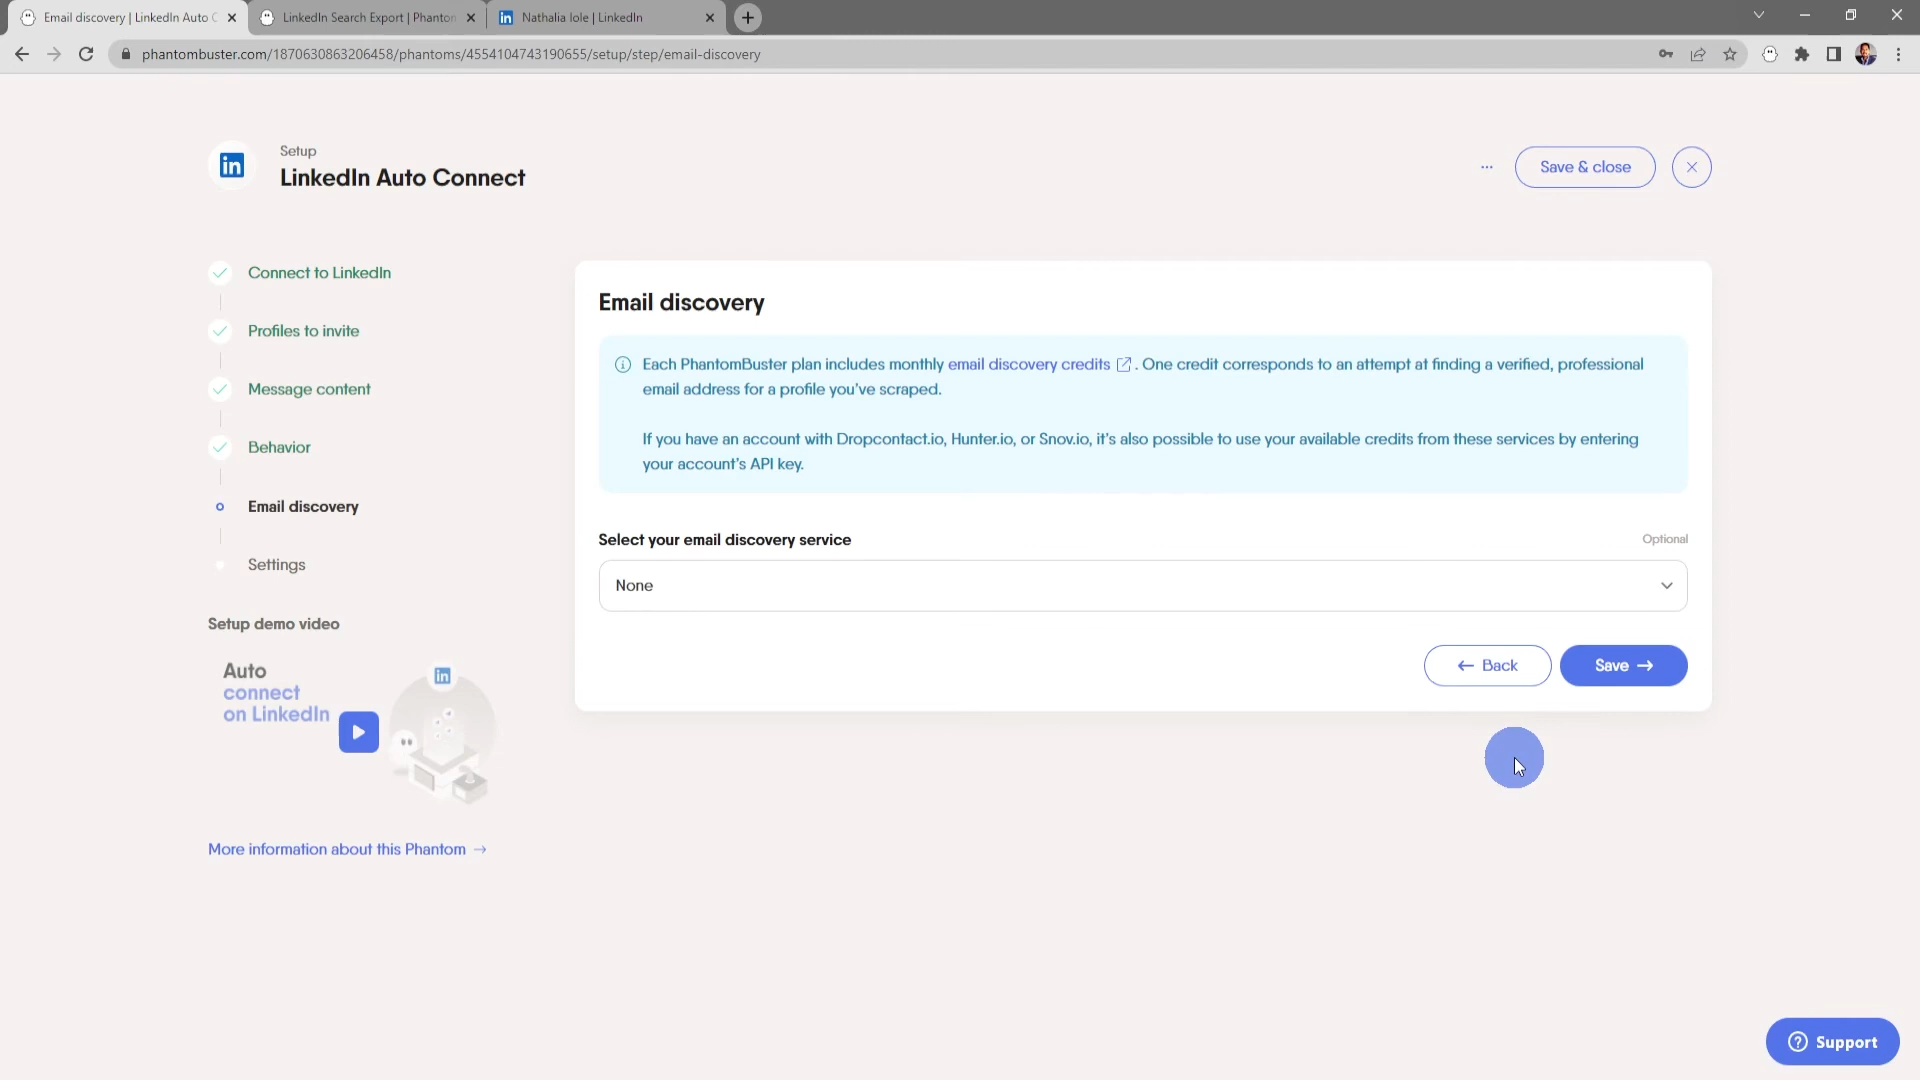 Email discovery | LinkedIn Auto C
LinkedIn Search Export | Phantom
Nathalia Iole | LinkedIn
phantombuster.com/1870630863206458/phantoms/4554104743190655/setup/step/email-discovery
Setup
LinkedIn Auto Connect
...
Save & close
Connect to LinkedIn
Profiles to invite
Message content
Behavior
Email discovery
Settings
Setup demo video
Auto
connect
on LinkedIn
in
More information about this Phantom →
Email discovery
Each PhantomBuster plan includes monthly email discovery credits . One credit corresponds to an attempt at finding a verified, professional
email address for a profile you've scraped.
If you have an account with Dropcontact.io, Hunter.io, or Snov.io, it's also possible to use your available credits from these services by entering
your account's API key.
Select your email discovery service
Optional
None
← Back
Save →
Support